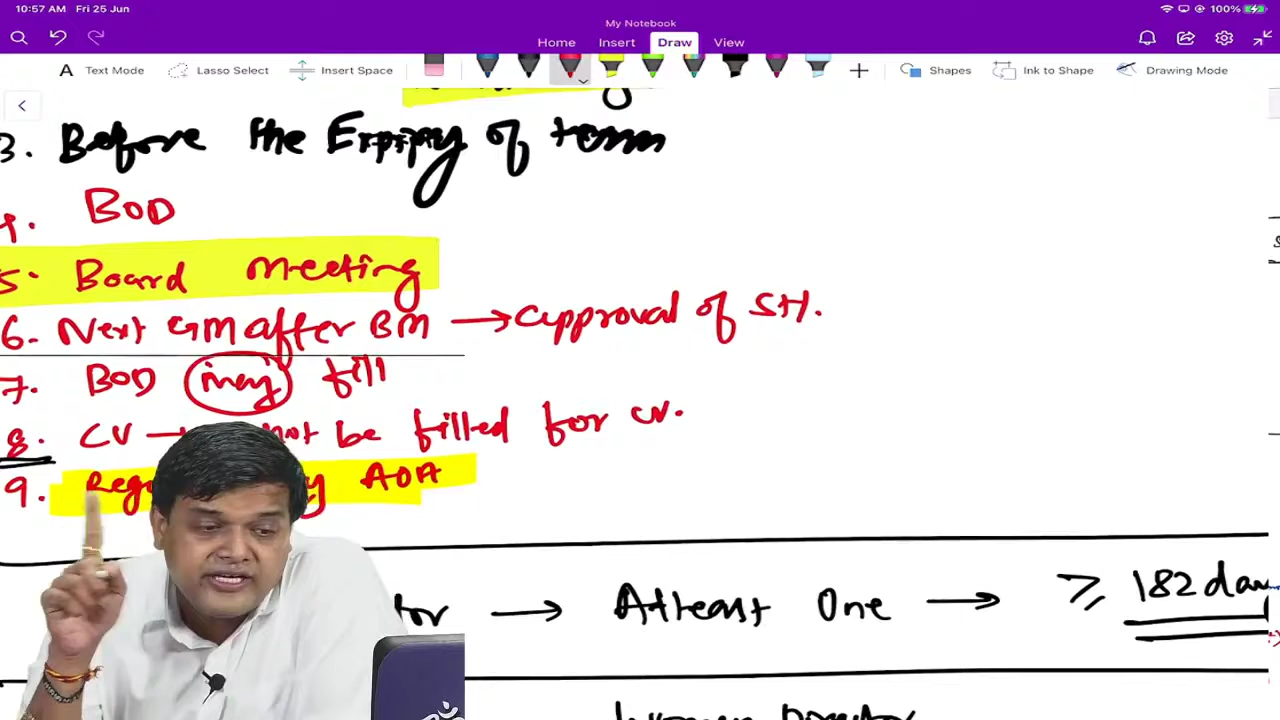 10:57 AM Fri 25 Jun
100%
My Notebook
Home Insert Draw View
A Text Mode Lasso Select Insert Space Shapes Ink to Shape Drawing Mode
3. Before the Expipy of term
4. BOD
5. Board Meeting
6. Next GM after BM → approval of SH.
7. BOD may fill
8. CV → not be filled for CV.
9. AOA
→ Atleast One → ≥ 182
Director